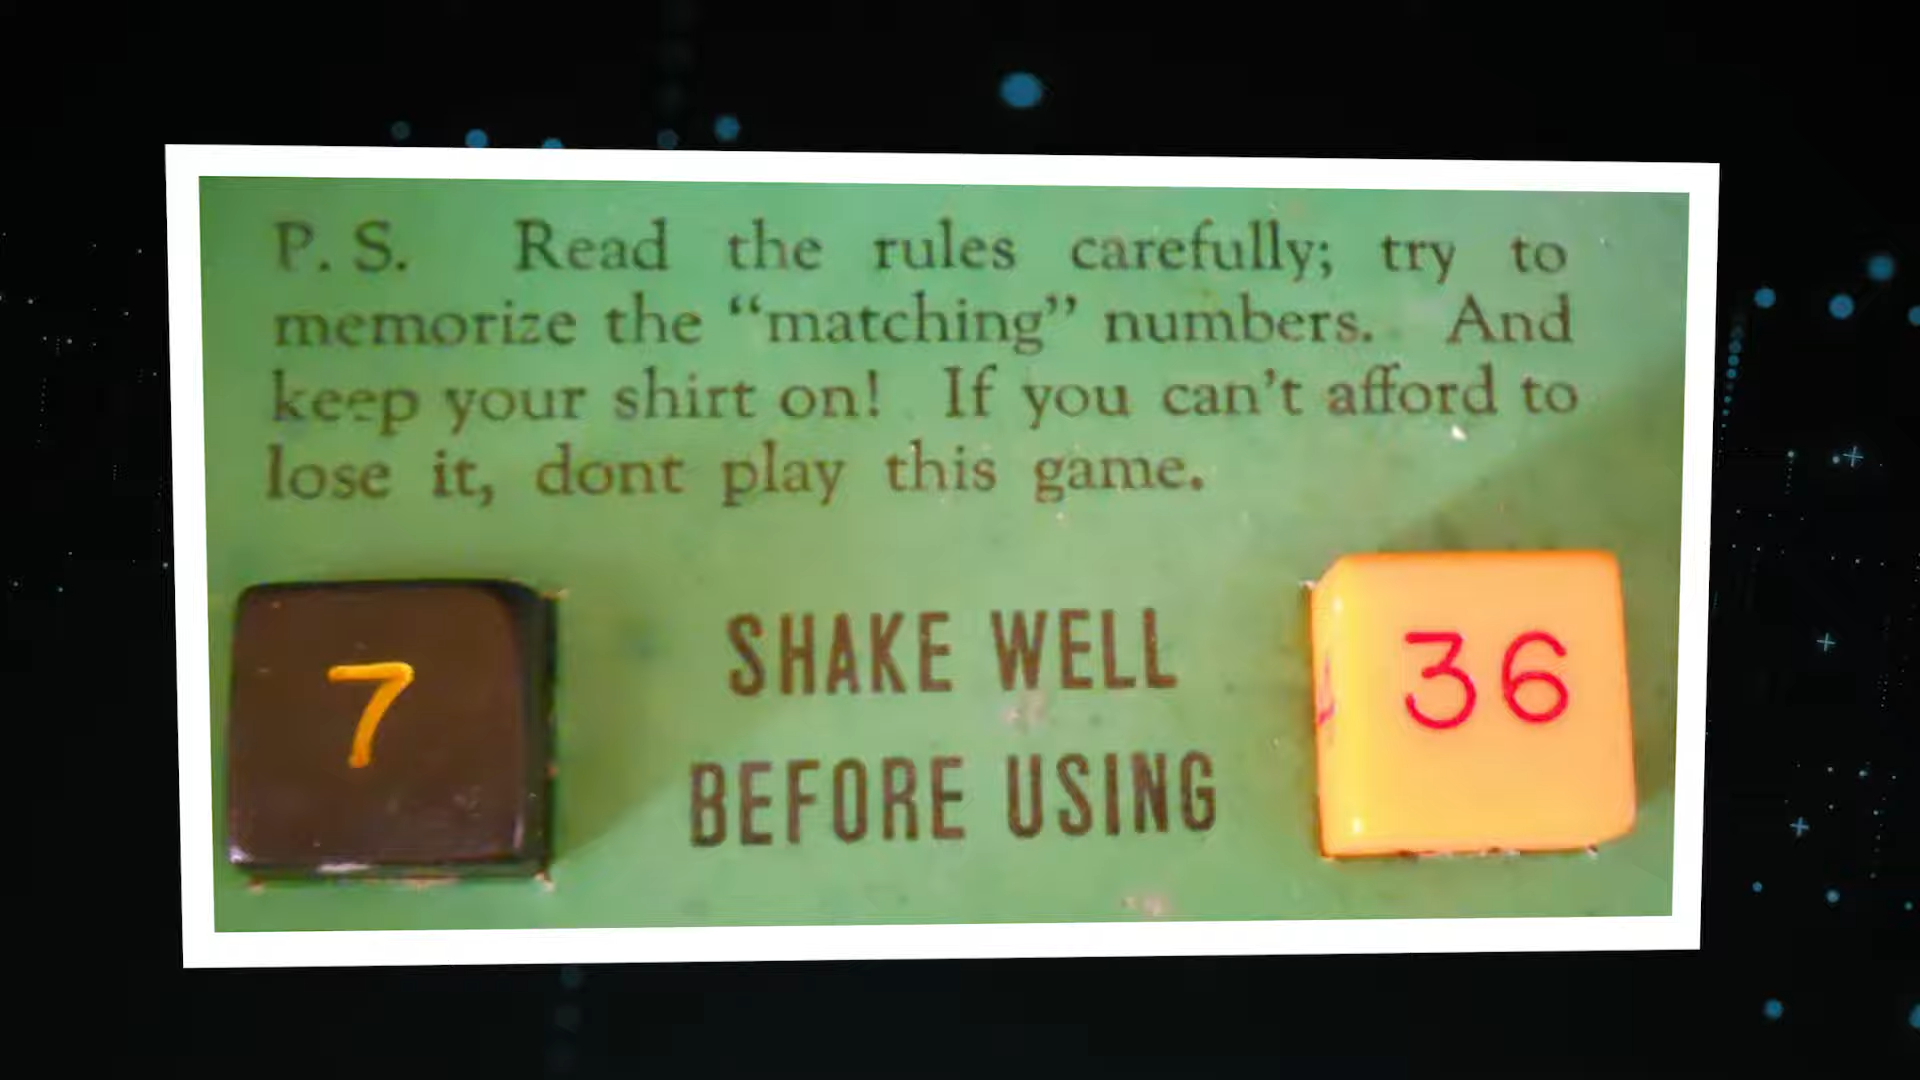 P. S. Read the rules carefully; try to
memorize the “matching” numbers. And
keep your shirt on! If you can’t afford to
lose it, dont play this game.
7
SHAKE WELL
36
BEFORE USING